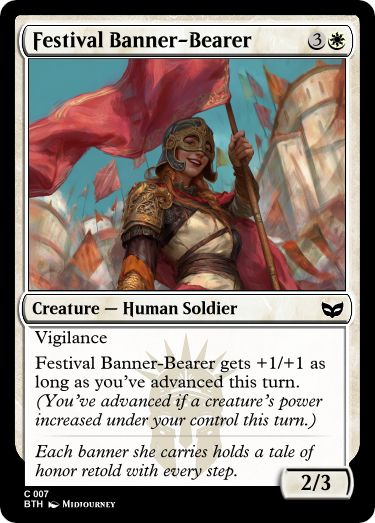 Festival Banner-Bearer 3
Creature — Human Soldier
Vigilance
Festival Banner-Bearer gets +1/+1 as
long as you’ve advanced this turn.
(You’ve advanced if a creature’s power
increased under your control this turn.)
Each banner she carries holds a tale of
honor retold with every step.
2/3
C 007
BTH Midjourney